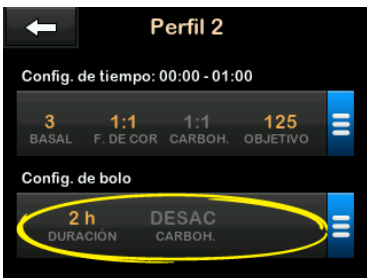 Perfil 2
Config. de tiempo: 00:00 - 01:00
3 1:1 1:1 125
BASAL F. DE COR CARBOH. OBJETIVO
Config. de bolo
2 h DESAC
DURACIÓN CARBOH.